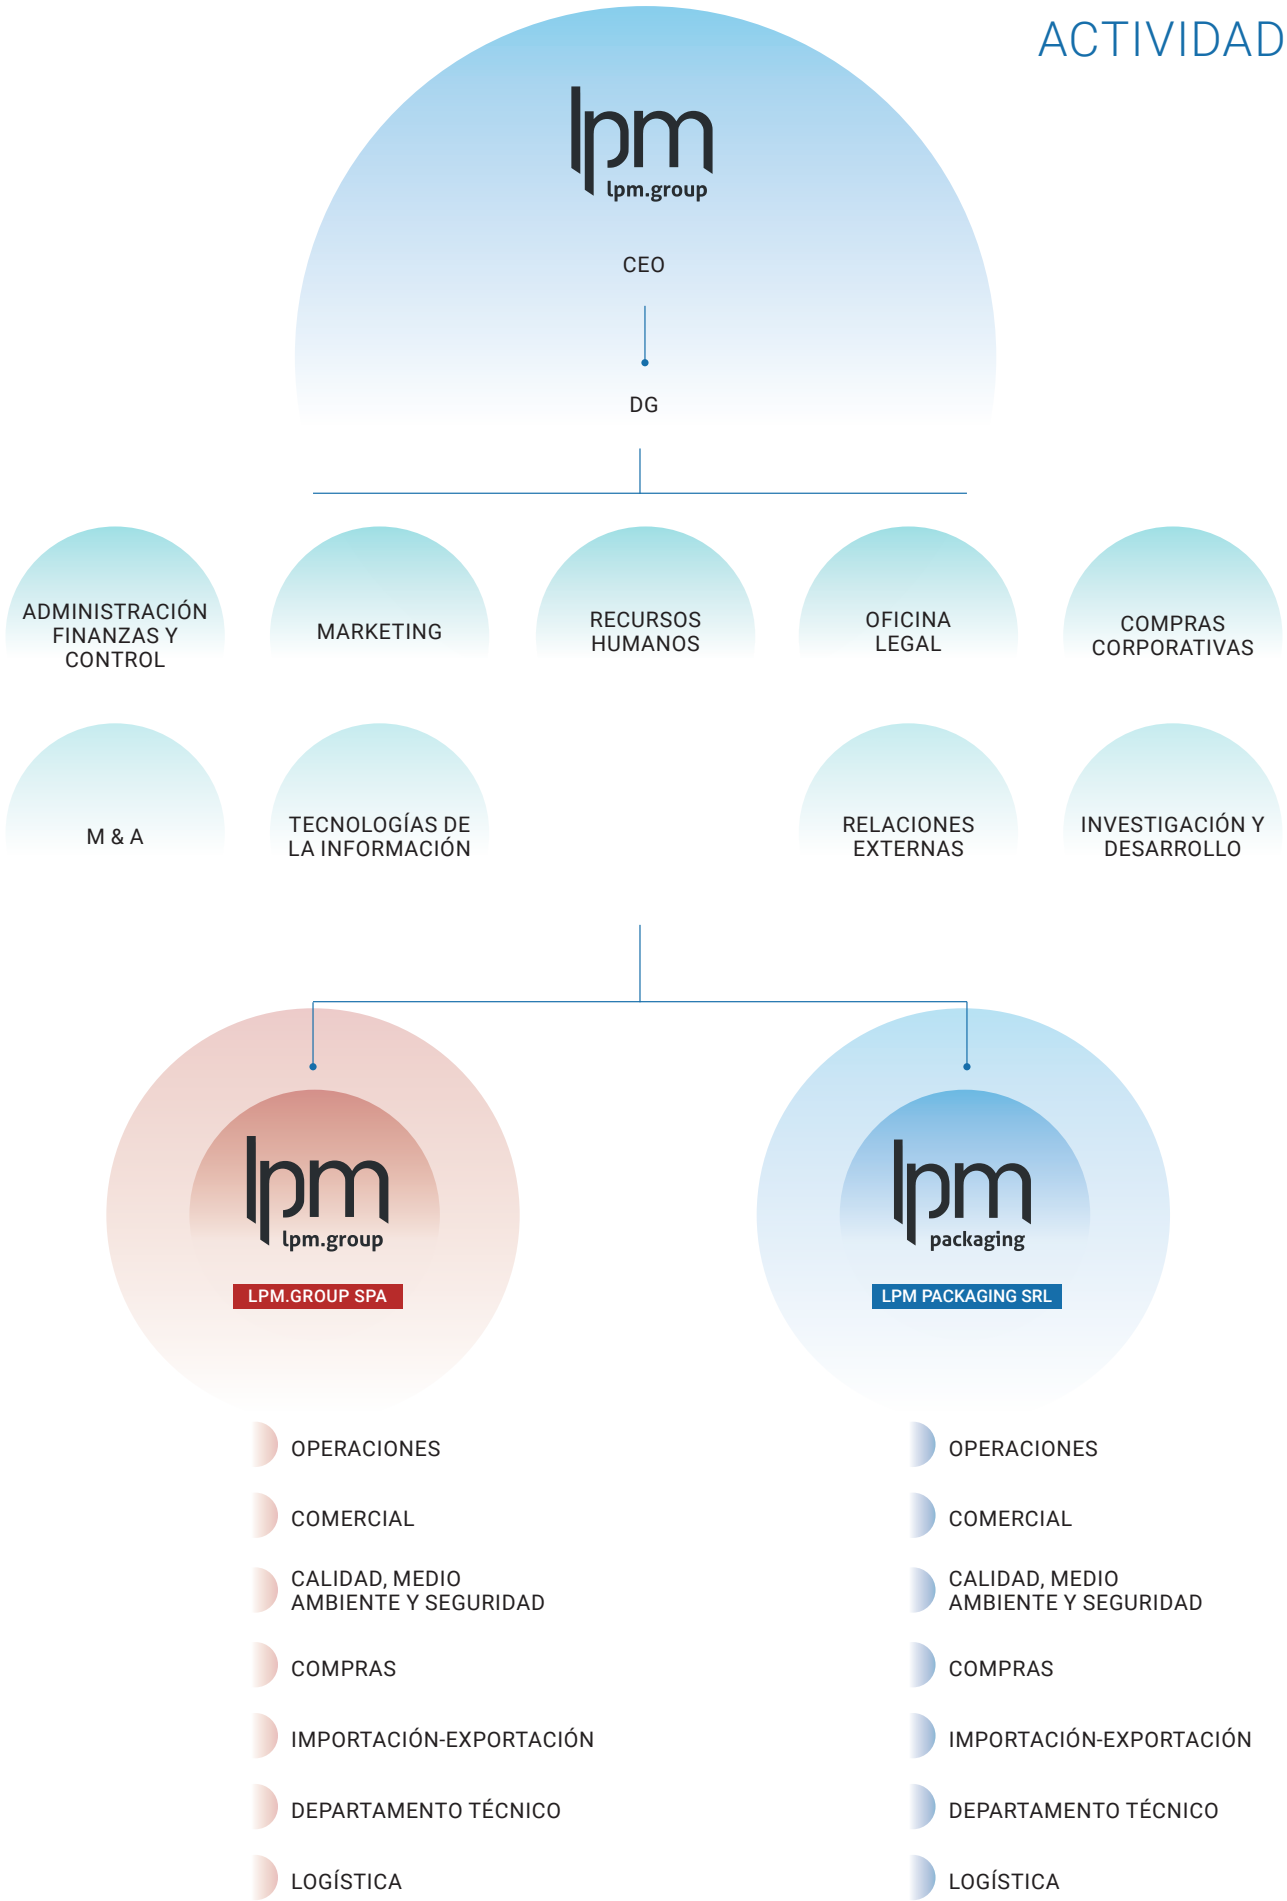 ACTIVIDAD
lpm
lpm.group
CEO
DG
ADMINISTRACIÓN
FINANZAS Y
CONTROL
MARKETING
RECURSOS
HUMANOS
OFICINA
LEGAL
COMPRAS
CORPORATIVAS
M & A
TECNOLOGÍAS DE
LA INFORMACIÓN
RELACIONES
EXTERNAS
INVESTIGACIÓN Y
DESARROLLO
lpm
lpm.group
LPM.GROUP SPA
OPERACIONES
COMERCIAL
CALIDAD, MEDIO
AMBIENTE Y SEGURIDAD
COMPRAS
IMPORTACIÓN-EXPORTACIÓN
DEPARTAMENTO TÉCNICO
LOGÍSTICA
lpm
packaging
LPM PACKAGING SRL
OPERACIONES
COMERCIAL
CALIDAD, MEDIO
AMBIENTE Y SEGURIDAD
COMPRAS
IMPORTACIÓN-EXPORTACIÓN
DEPARTAMENTO TÉCNICO
LOGÍSTICA